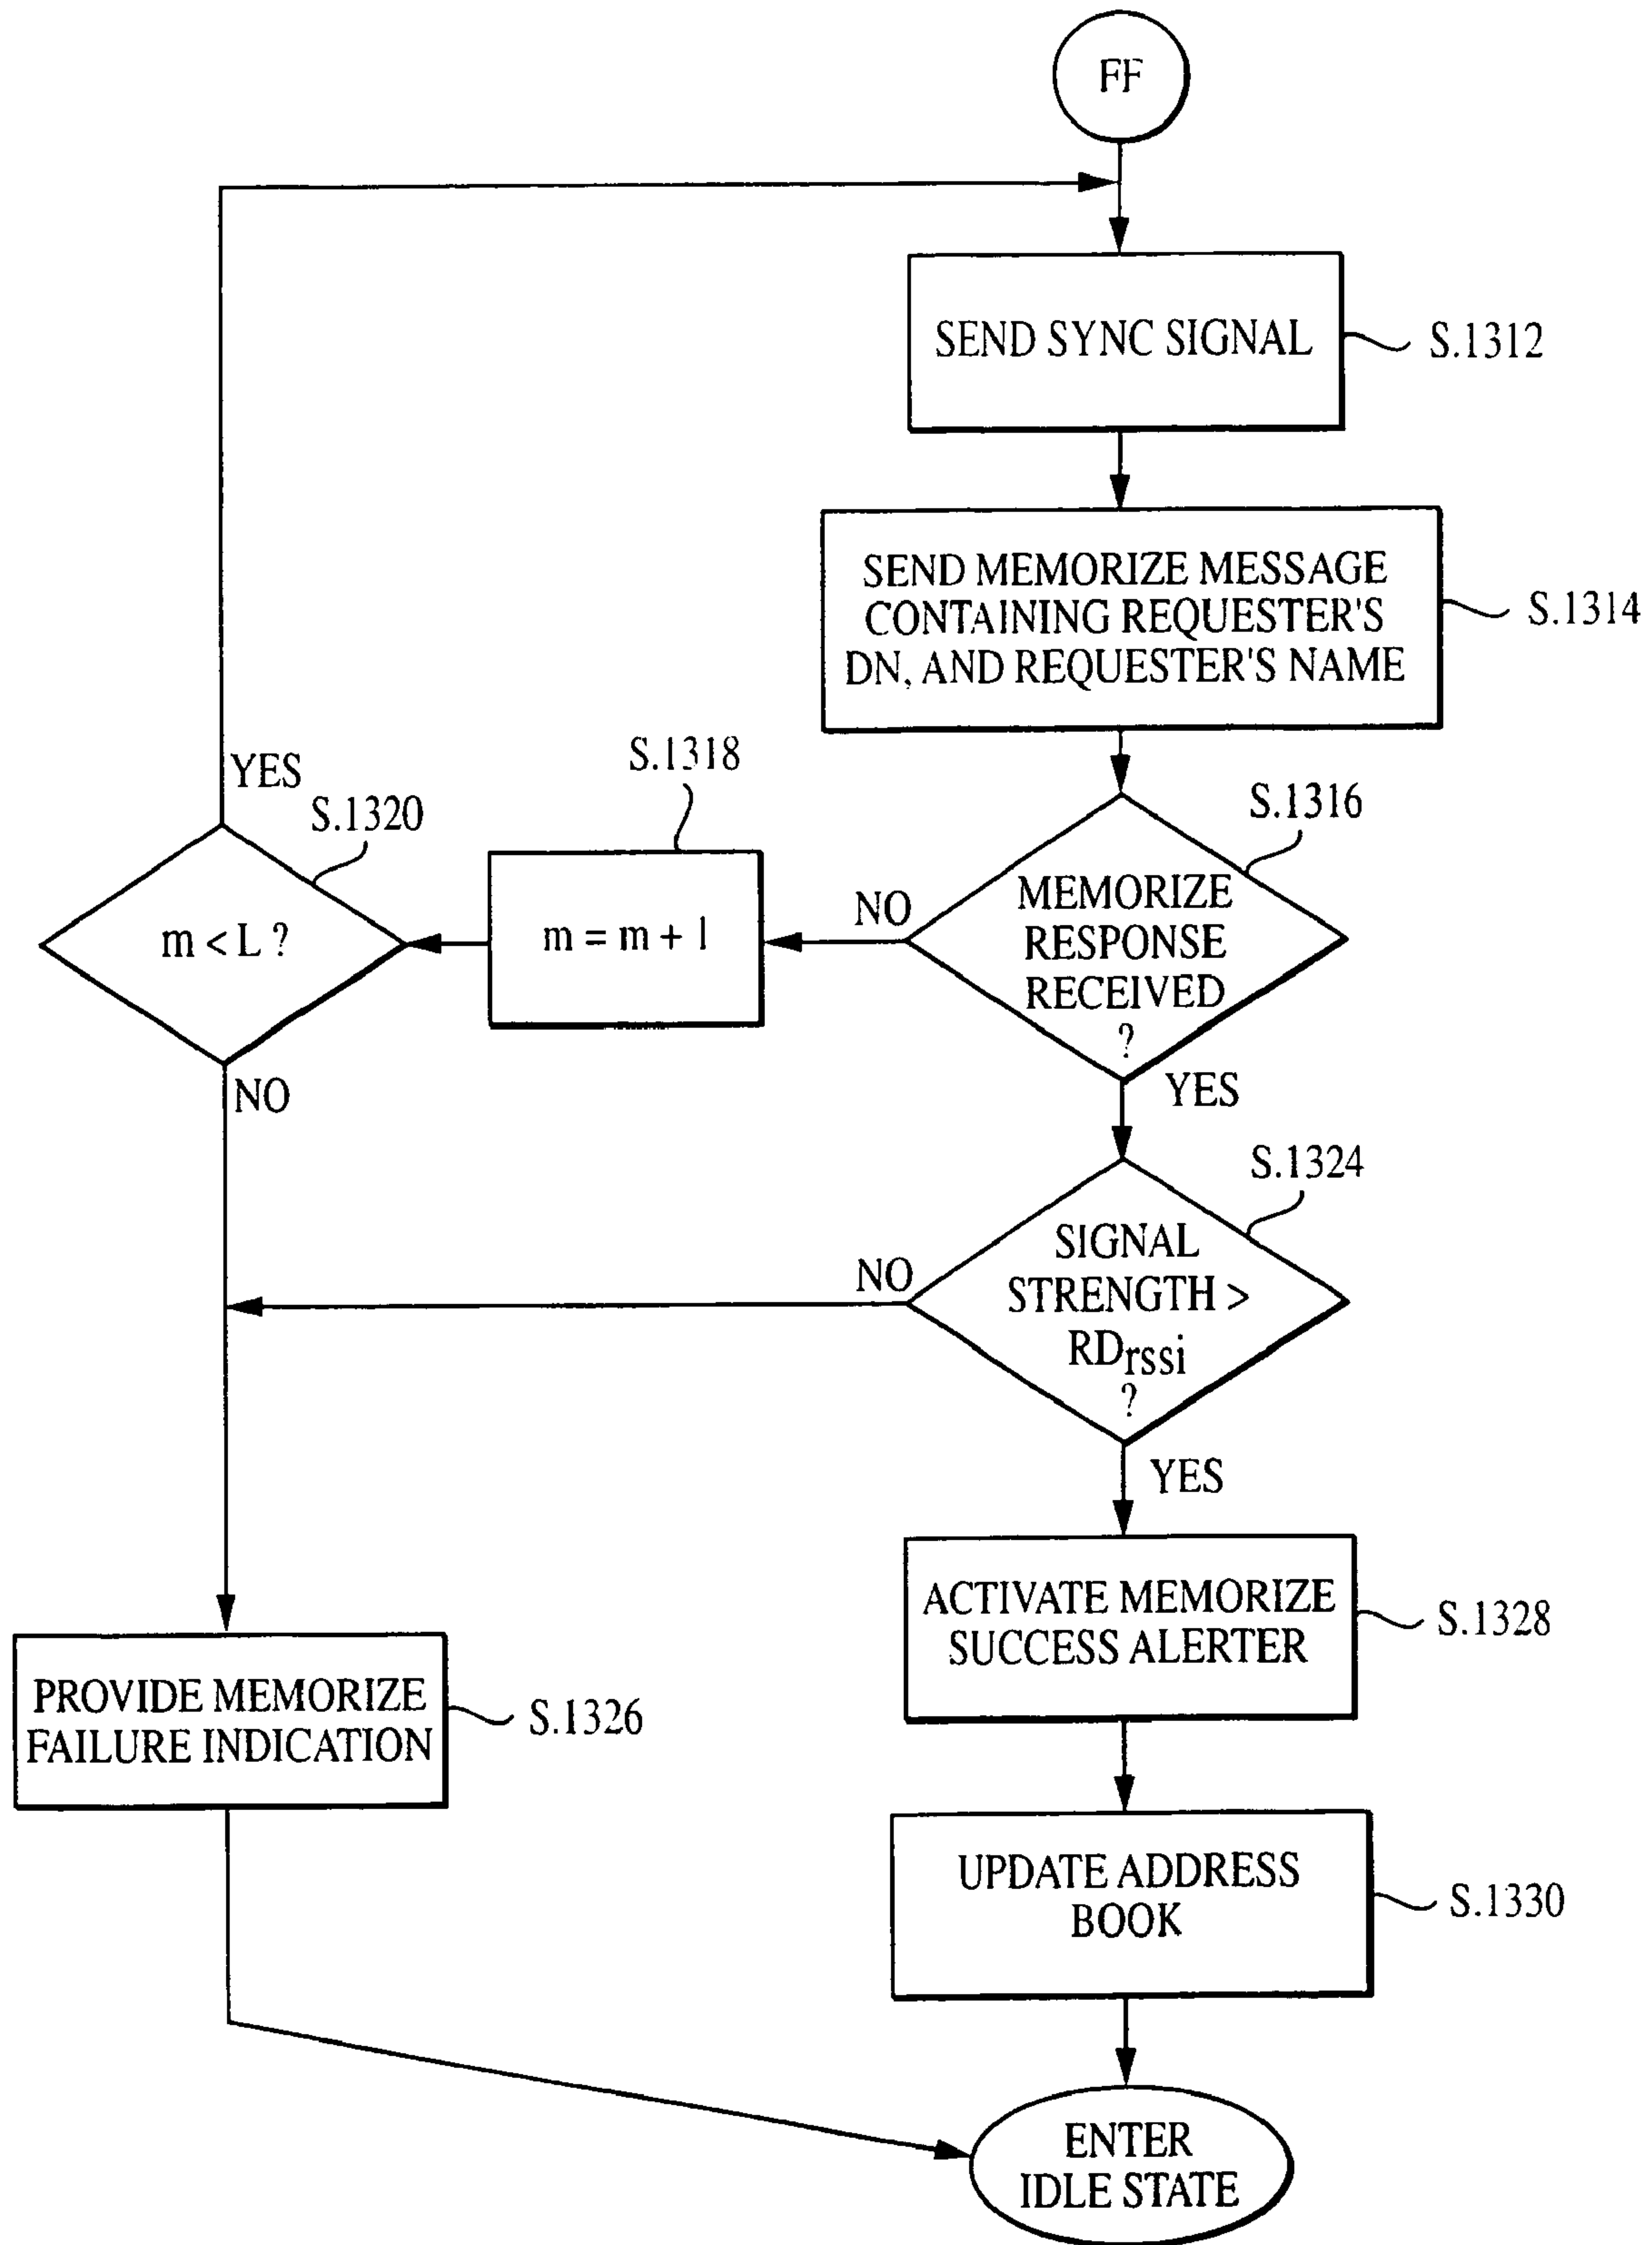 FF
SEND SYNC SIGNAL
S.1312
SEND MEMORIZE MESSAGE
CONTAINING REQUESTER'S
DN, AND REQUESTER'S NAME
S.1314
YES
S.1320
m < L ?
S.1318
m = m + 1
NO
S.1316
MEMORIZE
RESPONSE
RECEIVED
?
YES
NO
S.1324
SIGNAL
STRENGTH >
RDrssi
?
NO
YES
ACTIVATE MEMORIZE
SUCCESS ALERTER
S.1328
PROVIDE MEMORIZE
FAILURE INDICATION
S.1326
UPDATE ADDRESS
BOOK
S.1330
ENTER
IDLE STATE